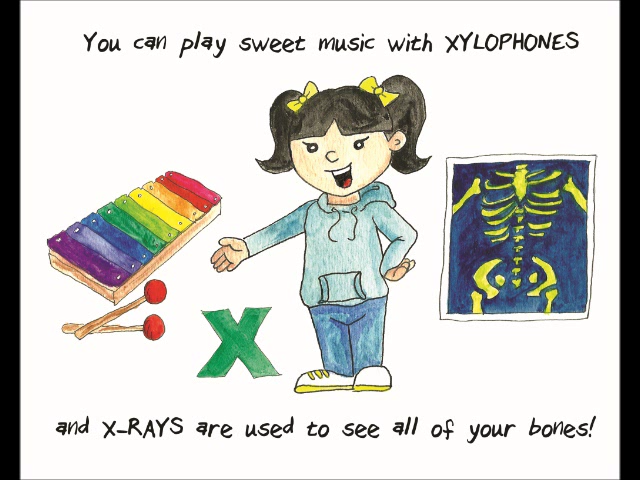 You can play sweet music with XYLOPHONES
X
and X-RAYS are used to see all of your bones!